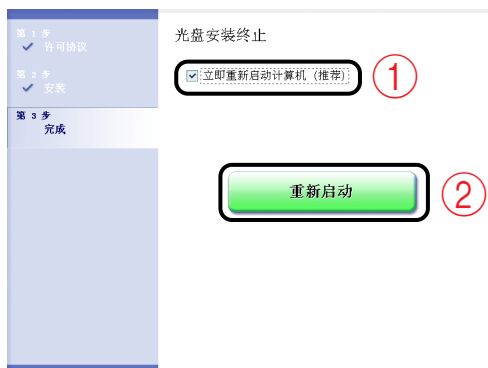 第 1 步
许可协议
第 2 步
安装
第 3 步
完成
光盘安装终止
立即重新启动计算机（推荐）
①
重新启动
②